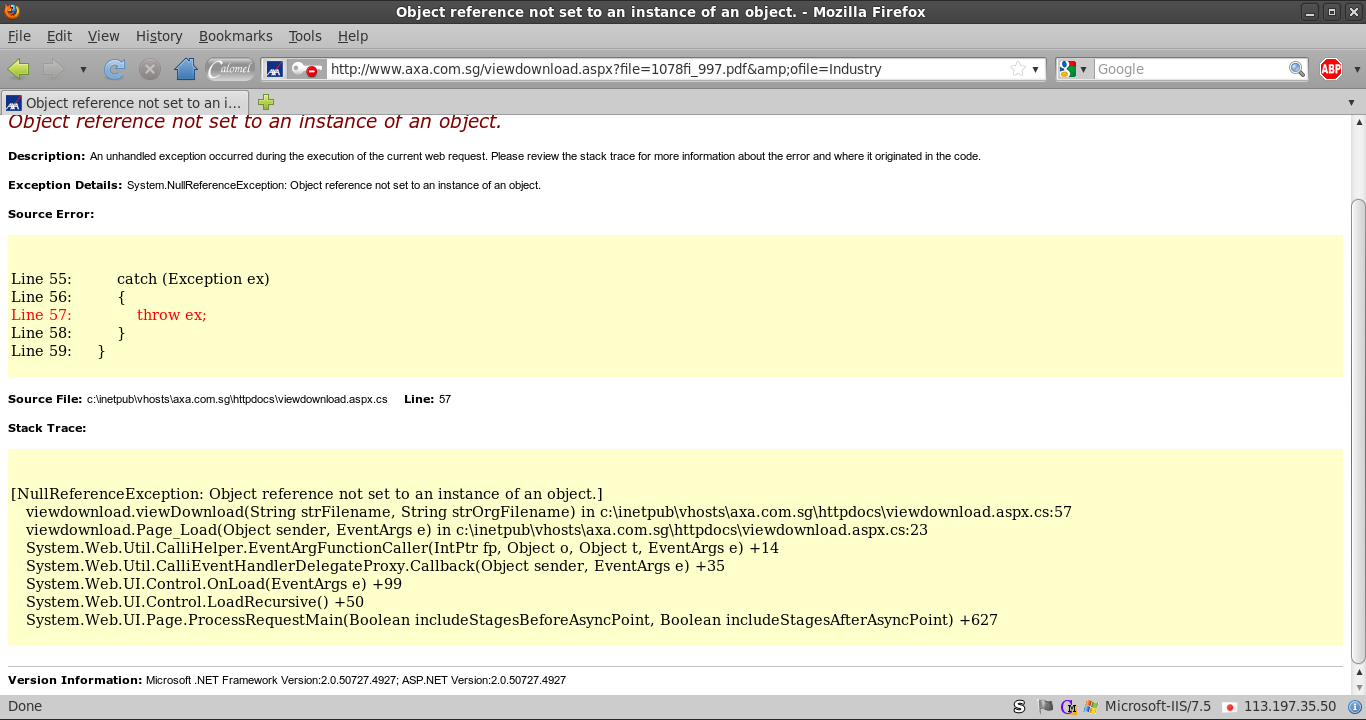 Object reference not set to an instance of an object. - Mozilla Firefox
File Edit View History Bookmarks Tools Help
Calomel http://www.axa.com.sg/viewdownload.aspx?file=1078fi_997.pdf&amp;ofile=Industry Google ABP
Object reference not set to an i...
Object reference not set to an instance of an object.
Description: An unhandled exception occurred during the execution of the current web request. Please review the stack trace for more information about the error and where it originated in the code.
Exception Details: System.NullReferenceException: Object reference not set to an instance of an object.
Source Error:
Line 55: catch (Exception ex)
Line 56: {
Line 57: throw ex;
Line 58: }
Line 59: }
Source File: c:\inetpub\vhosts\axa.com.sg\httpdocs\viewdownload.aspx.cs Line: 57
Stack Trace:
[NullReferenceException: Object reference not set to an instance of an object.]
viewdownload.viewDownload(String strFilename, String strOrgFilename) in c:\inetpub\vhosts\axa.com.sg\httpdocs\viewdownload.aspx.cs:57
viewdownload.Page_Load(Object sender, EventArgs e) in c:\inetpub\vhosts\axa.com.sg\httpdocs\viewdownload.aspx.cs:23
System.Web.Util.CalliHelper.EventArgFunctionCaller(IntPtr fp, Object o, Object t, EventArgs e) +14
System.Web.Util.CalliEventHandlerDelegateProxy.Callback(Object sender, EventArgs e) +35
System.Web.UI.Control.OnLoad(EventArgs e) +99
System.Web.UI.Control.LoadRecursive() +50
System.Web.UI.Page.ProcessRequestMain(Boolean includeStagesBeforeAsyncPoint, Boolean includeStagesAfterAsyncPoint) +627
Version Information: Microsoft .NET Framework Version:2.0.50727.4927; ASP.NET Version:2.0.50727.4927
Done S Microsoft-IIS/7.5 113.197.35.50